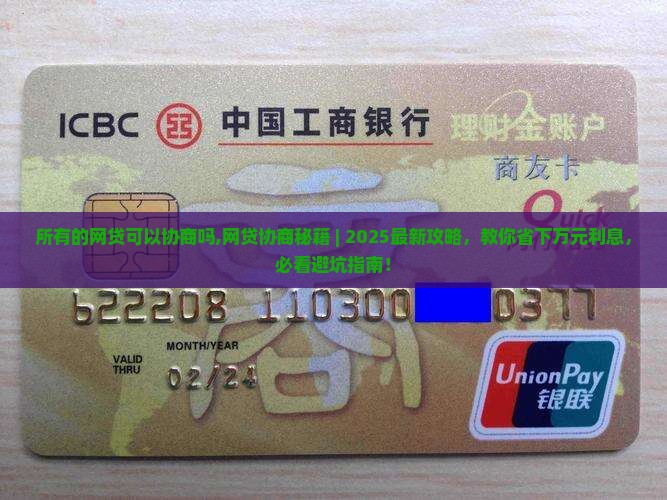 ICBC 中国工商银行 理财金账户
商友卡
Quick
所有的网贷可以协商吗,网贷协商秘籍 | 2025最新攻略，教你省下万元利息，
必看避坑指南！
622208 110300 0377
MONTH/YEAR
VALID
THRU
02/24
UnionPay
银联
商